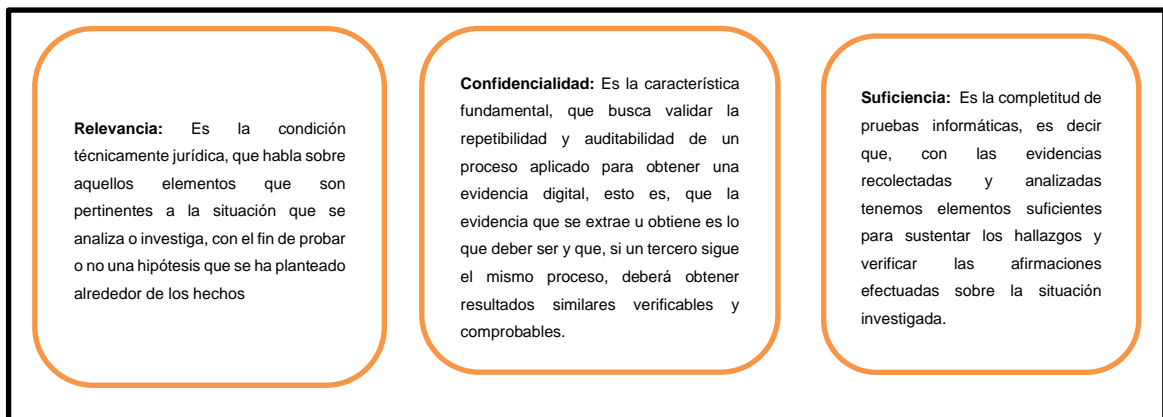 Relevancia: Es la condición
técnicamente jurídica, que habla sobre
aquellos elementos que son
pertinentes a la situación que se
analiza o investiga, con el fin de probar
o no una hipótesis que se ha planteado
alrededor de los hechos
Confidencialidad: Es la característica
fundamental, que busca validar la
repetibilidad y auditabilidad de un
proceso aplicado para obtener una
evidencia digital, esto es, que la
evidencia que se extrae u obtiene es lo
que deber ser y que, si un tercero sigue
el mismo proceso, deberá obtener
resultados similares verificables y
comprobables.
Suficiencia: Es la completitud de
pruebas informáticas, es decir
que, con las evidencias
recolectadas y analizadas
tenemos elementos suficientes
para sustentar los hallazgos y
verificar las afirmaciones
efectuadas sobre la situación
investigada.